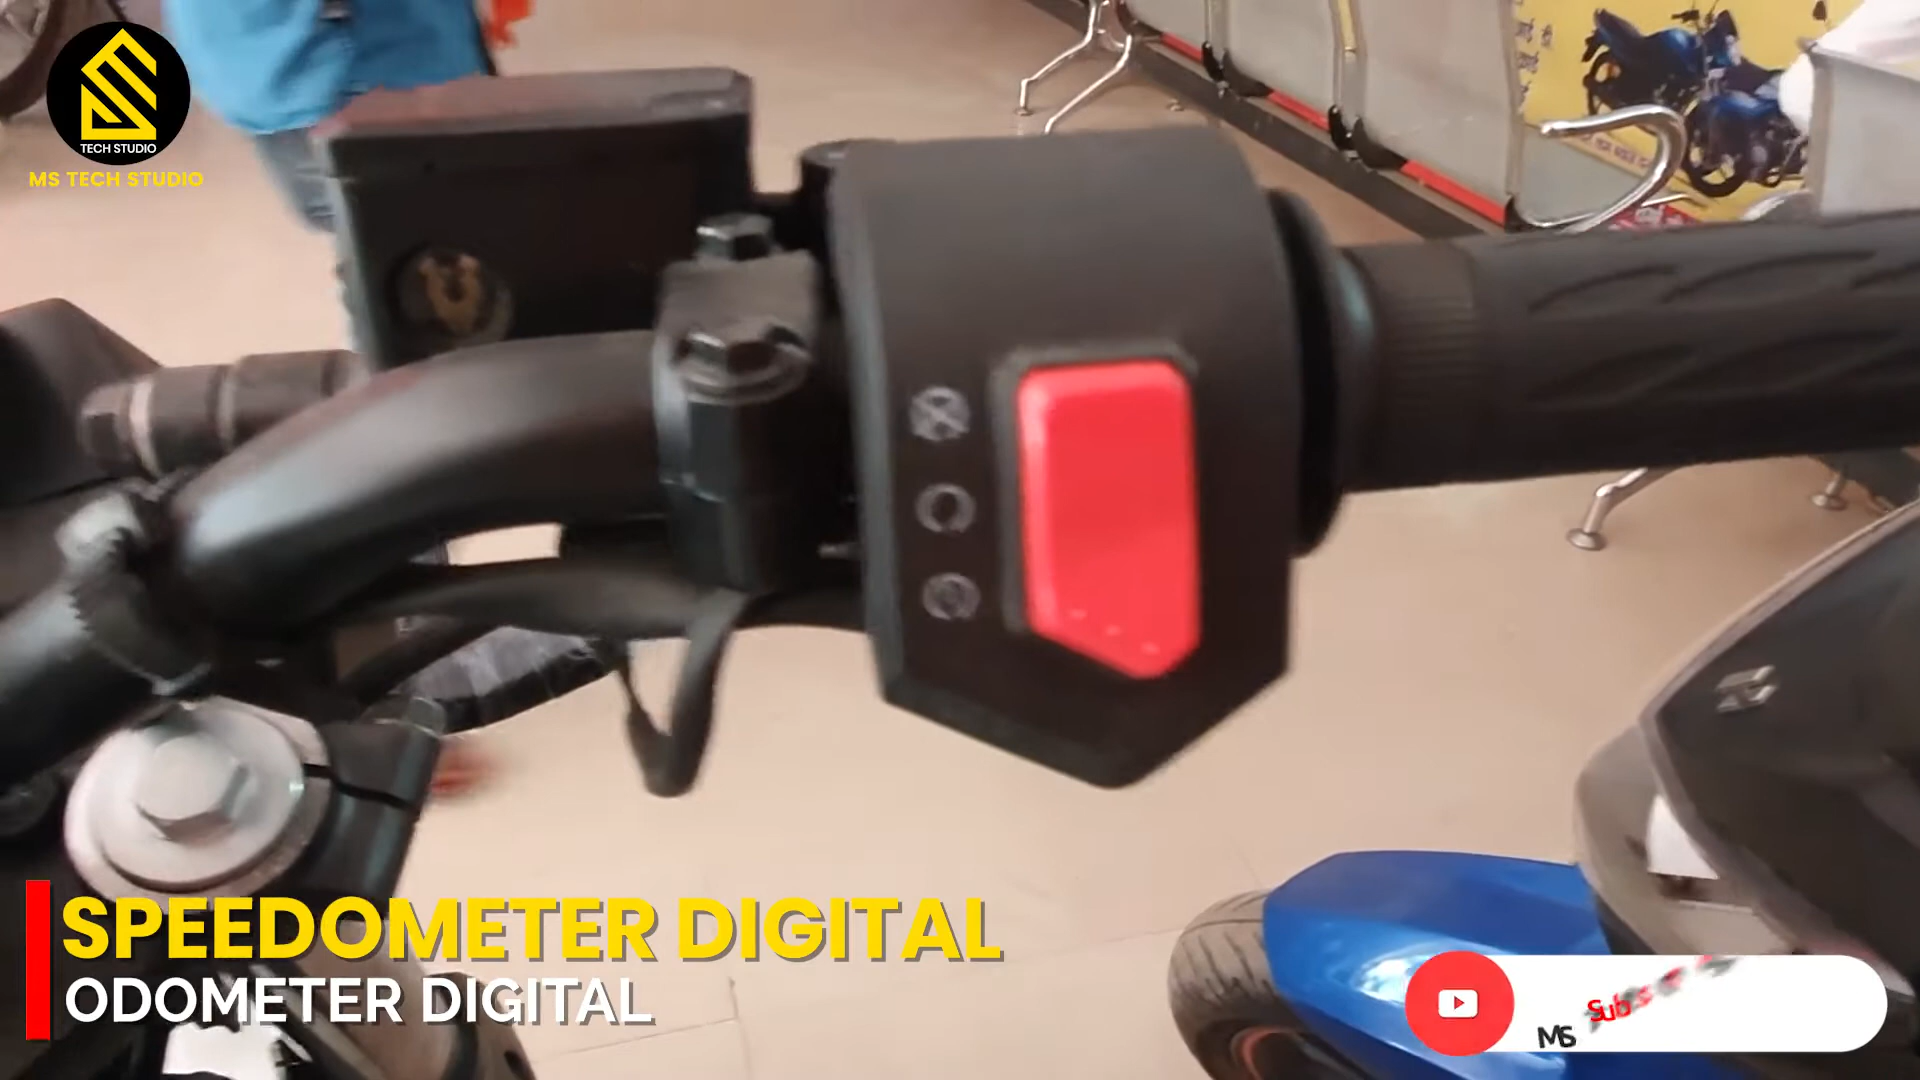 TECH STUDIO
MS TECH STUDIO
SPEEDOMETER DIGITAL
ODOMETER DIGITAL
MS